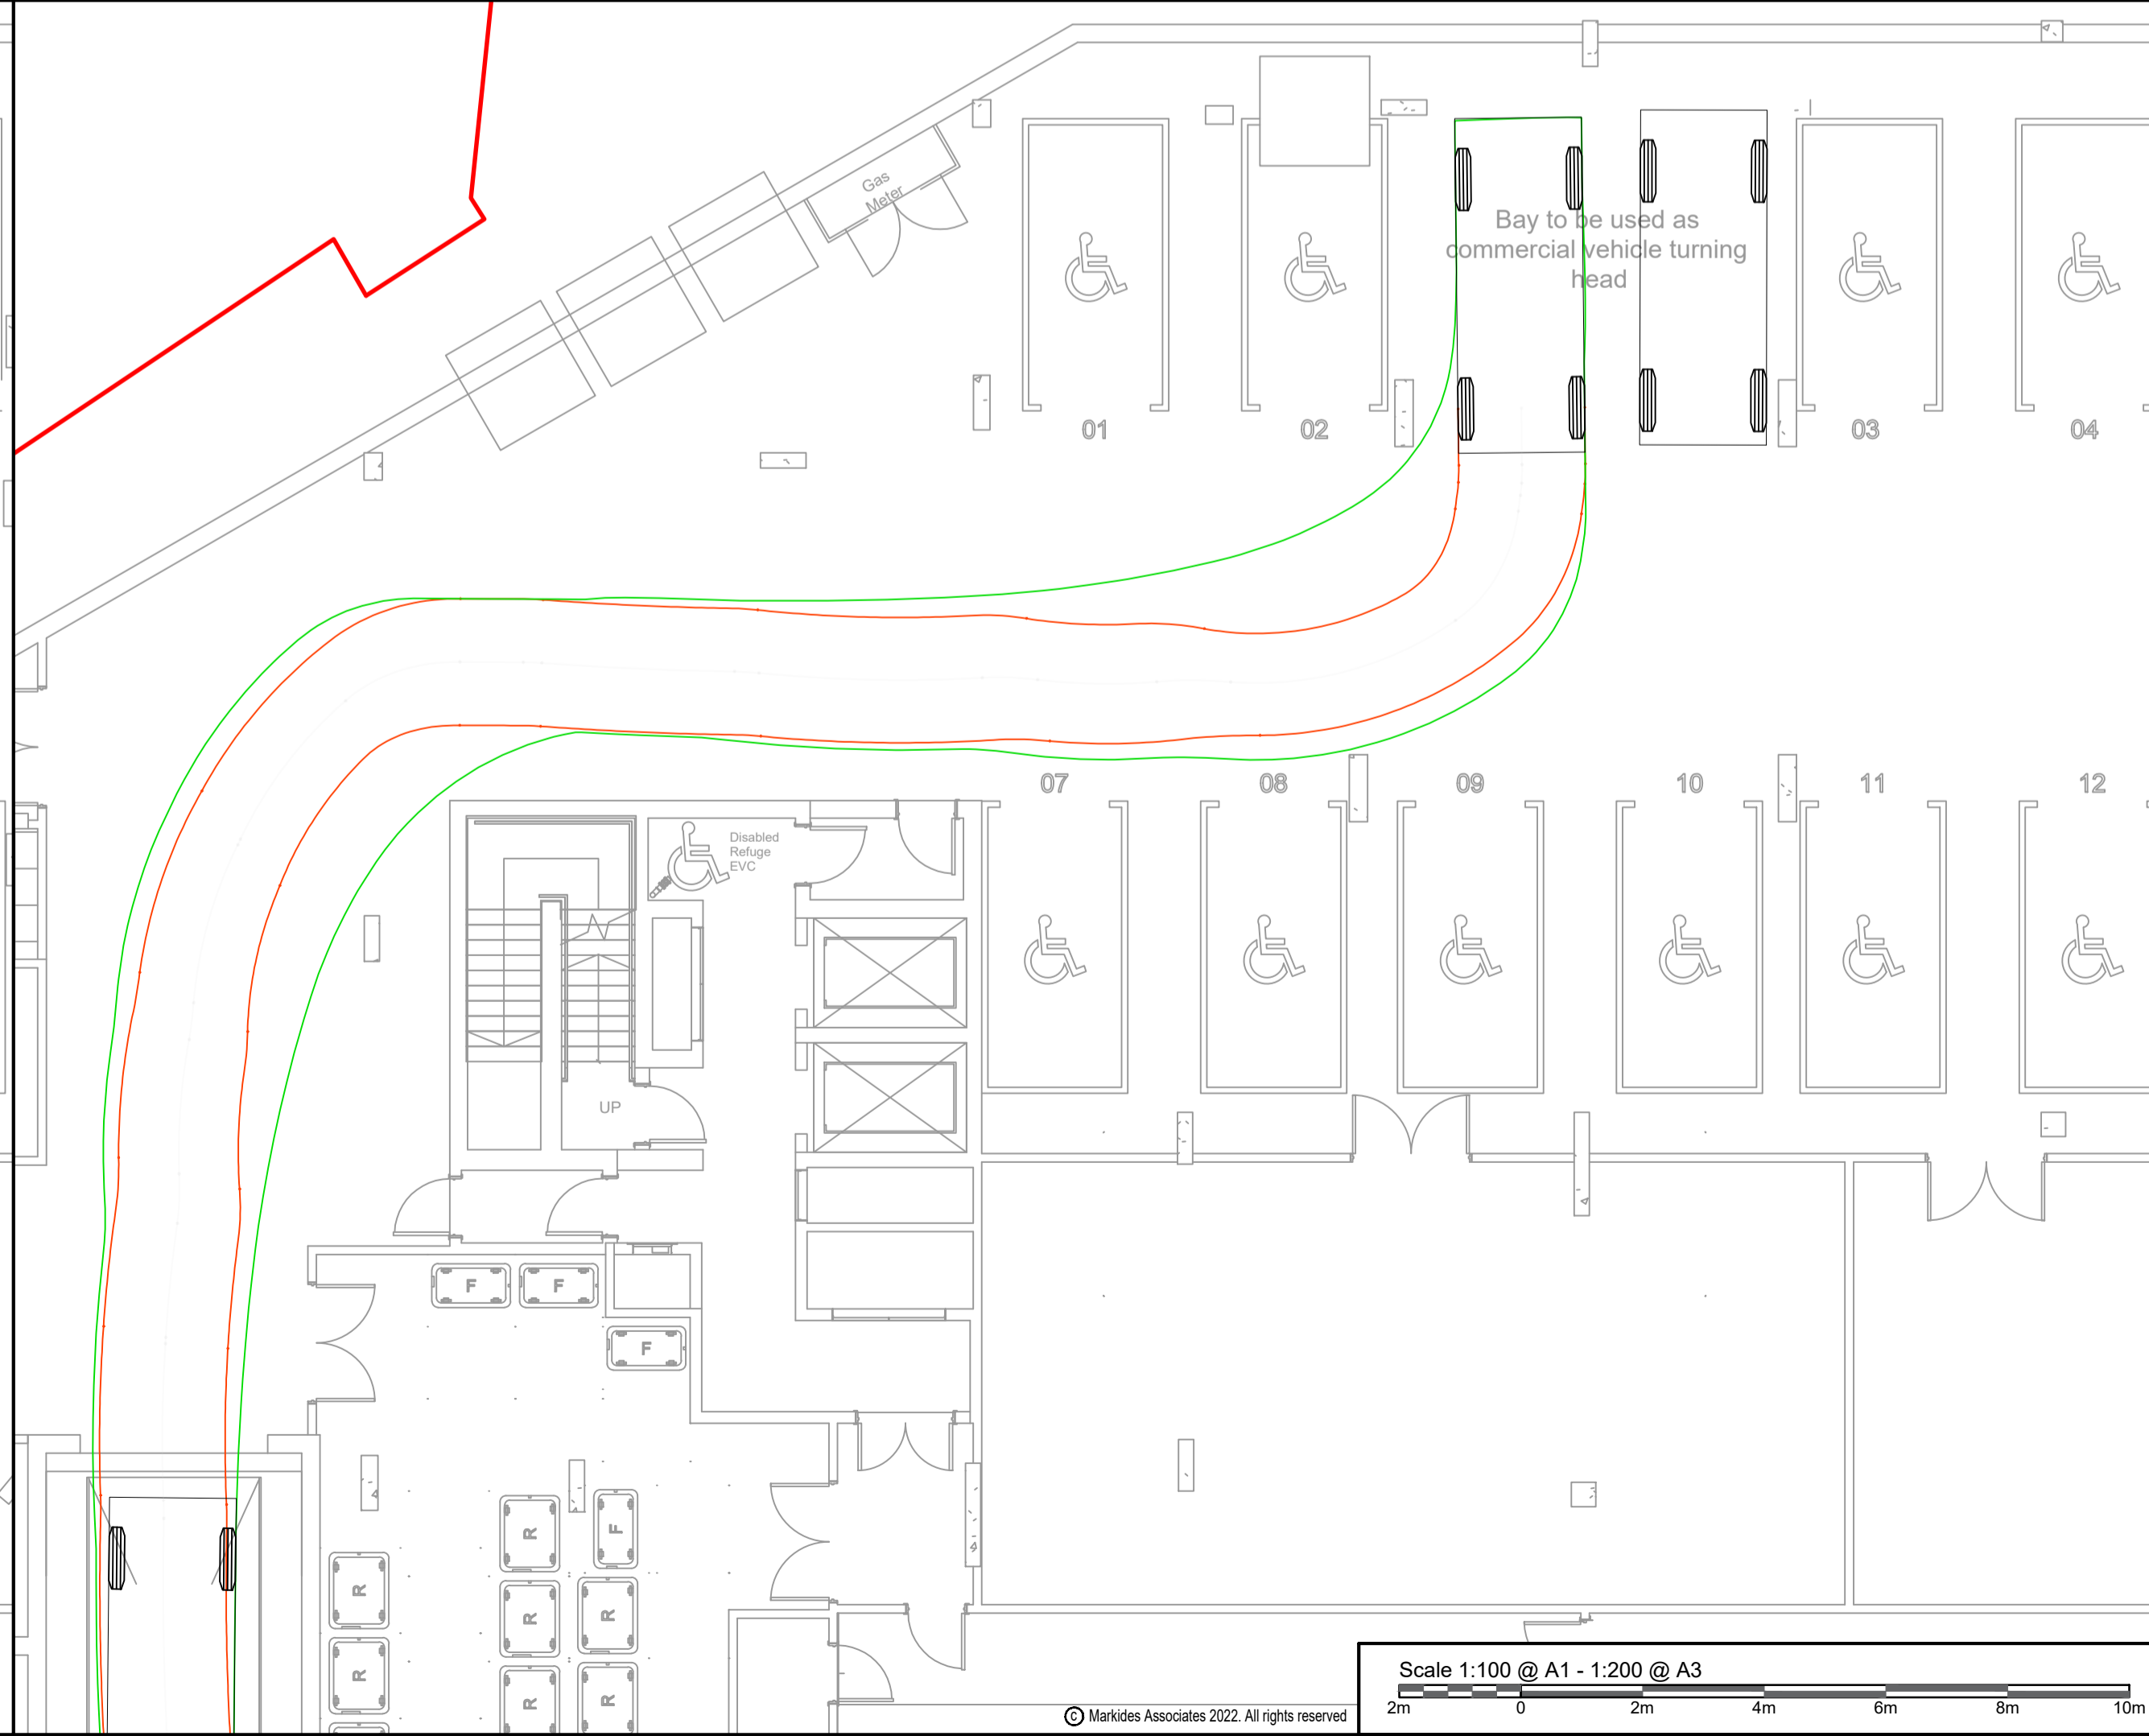 Gas
Meter
Bay to be used as
commercial vehicle turning
head
01
02
03
04
07
08
09
10
11
12
Disabled
Refuge
EVC
UP
F
F
F
R
F
R
R
R
R
R
R
Scale 1:100 @ A1 - 1:200 @ A3
2m 0 2m 4m 6m 8m 10m
© Markides Associates 2022. All rights reserved